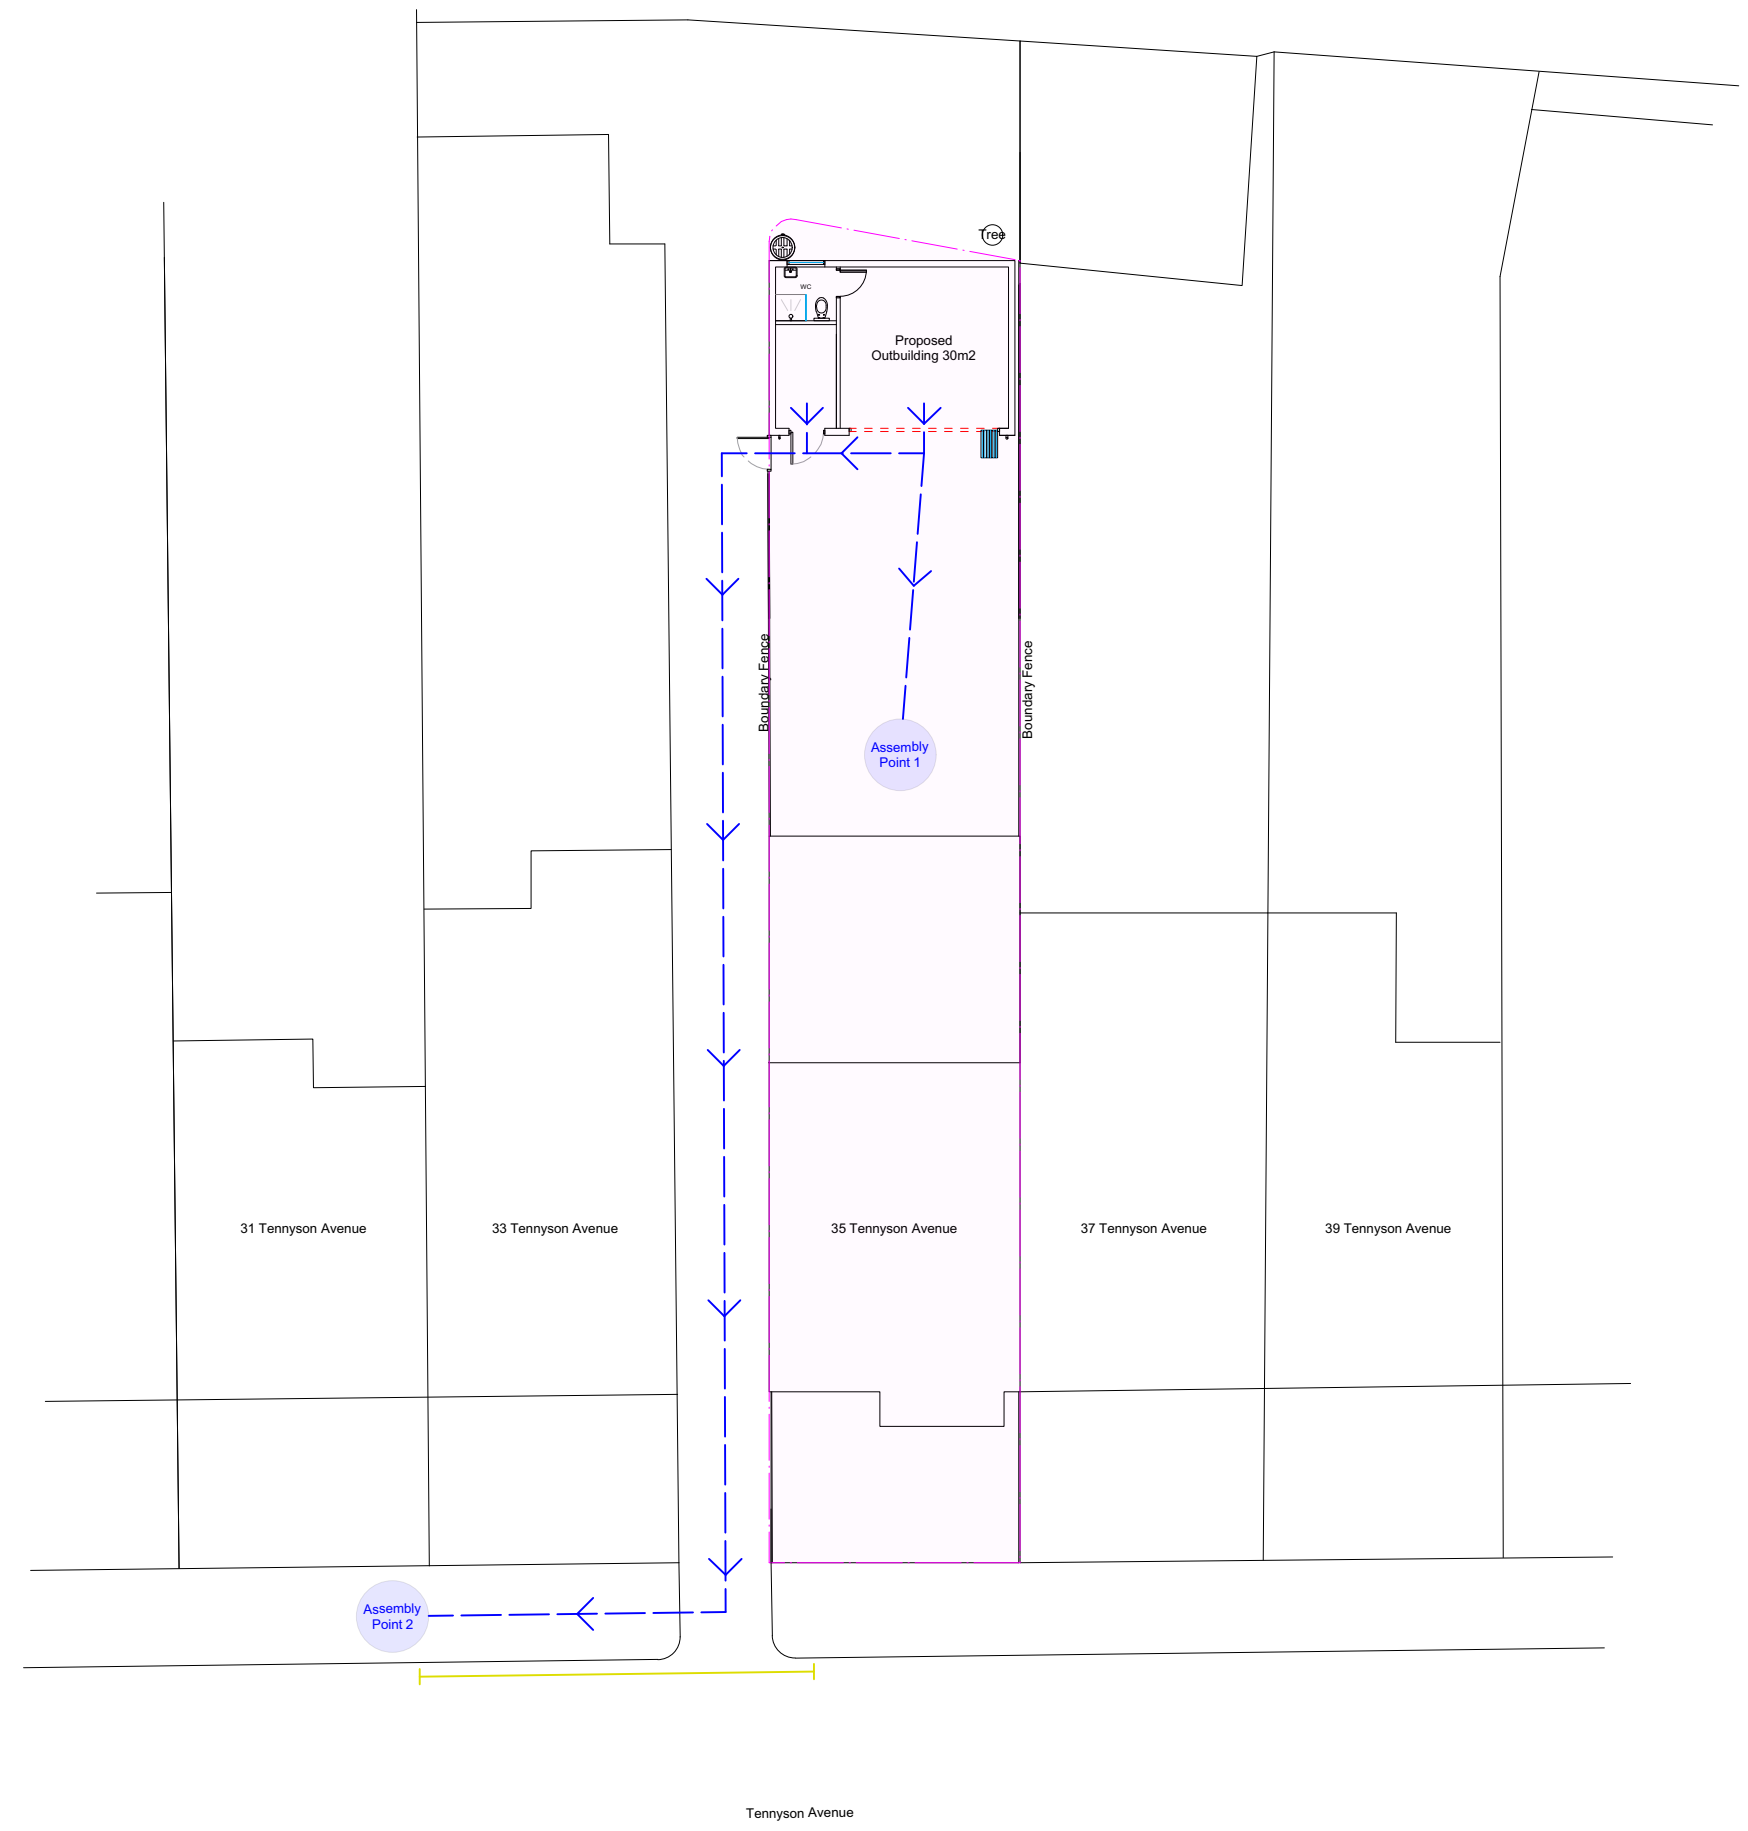 Tree
WC
Proposed
Outbuilding 30m2
Boundary Fence
Boundary Fence
Assembly
Point 1
31 Tennyson Avenue
33 Tennyson Avenue
35 Tennyson Avenue
37 Tennyson Avenue
39 Tennyson Avenue
Assembly
Point 2
Tennyson Avenue